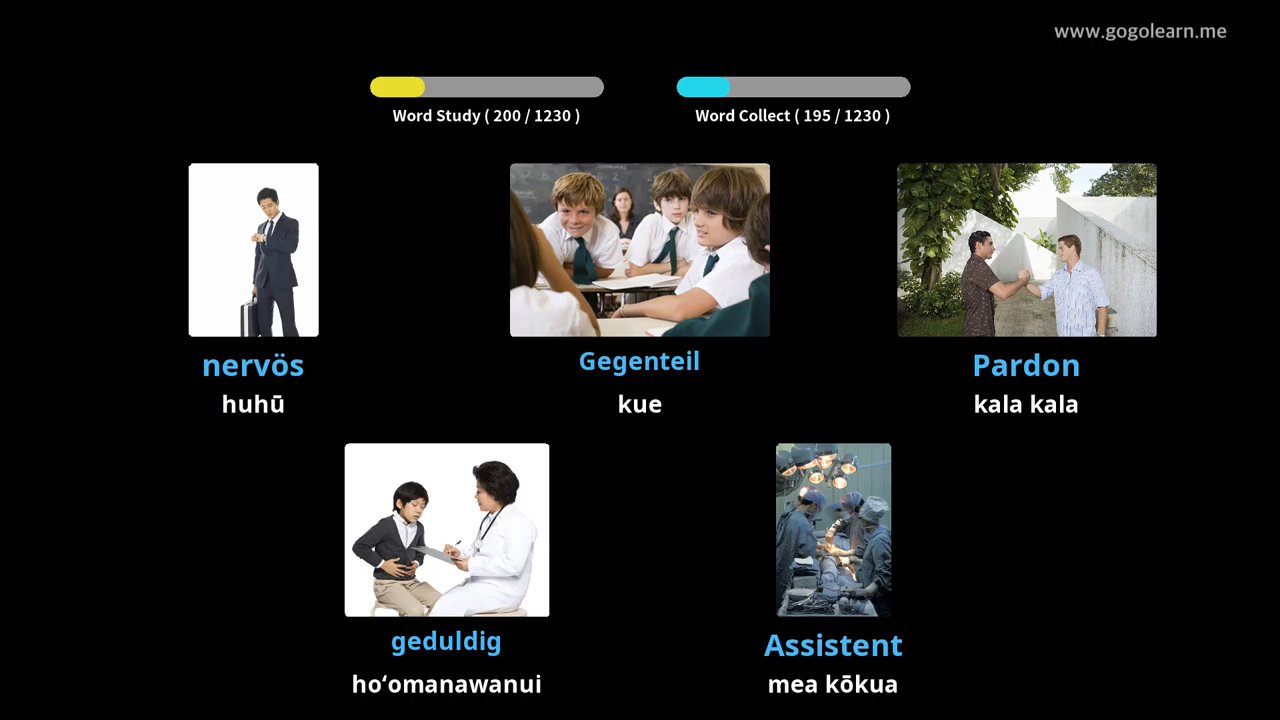 www.gogolearn.me
Word Study ( 200 / 1230 )
Word Collect ( 195 / 1230 )
nervös
huhū
Gegenteil
kue
Pardon
kala kala
geduldig
hoʻomanawanui
Assistent
mea kōkua